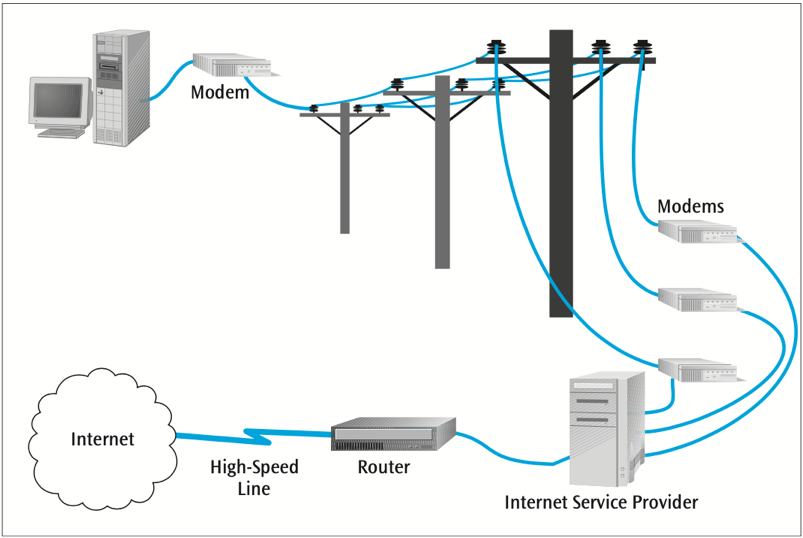 Modem
Modems
Internet
High-Speed
Line
Router
Internet Service Provider